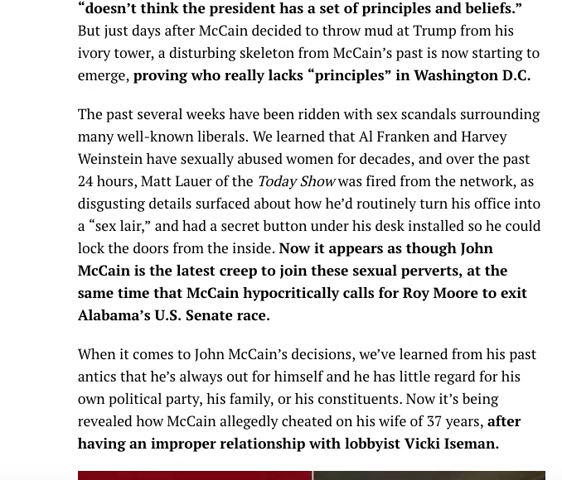 “doesn’t think the president has a set of principles and beliefs.”
But just days after McCain decided to throw mud at Trump from his
ivory tower, a disturbing skeleton from McCain’s past is now starting to
emerge, proving who really lacks “principles” in Washington D.C.
The past several weeks have been ridden with sex scandals surrounding
many well-known liberals. We learned that Al Franken and Harvey
Weinstein have sexually abused women for decades, and over the past
24 hours, Matt Lauer of the Today Show was fired from the network, as
disgusting details surfaced about how he’d routinely turn his office into
a “sex lair,” and had a secret button under his desk installed so he could
lock the doors from the inside. Now it appears as though John
McCain is the latest creep to join these sexual perverts, at the
same time that McCain hypocritically calls for Roy Moore to exit
Alabama’s U.S. Senate race.
When it comes to John McCain’s decisions, we’ve learned from his past
antics that he’s always out for himself and he has little regard for his
own political party, his family, or his constituents. Now it’s being
revealed how McCain allegedly cheated on his wife of 37 years, after
having an improper relationship with lobbyist Vicki Iseman.